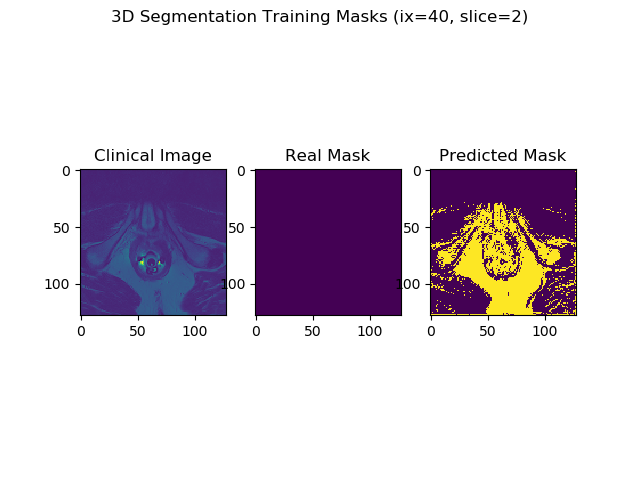 3D Segmentation Training Masks (ix=40, slice=2)
Clinical Image Real Mask Predicted Mask
0 0 0
50 50 50
100 100 100
0 50 100 0 50 100 0 50 100